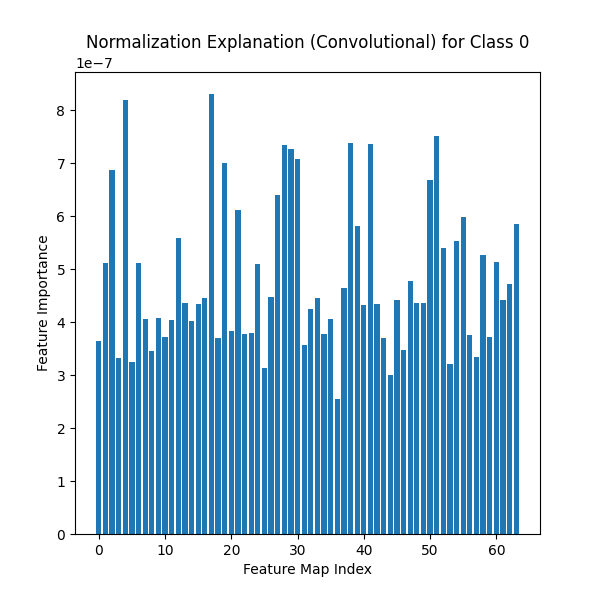 Normalization Explanation (Convolutional) for Class 0
1e−7
8
7
6
5
4
3
2
1
0
Feature Importance
0 10 20 30 40 50 60
Feature Map Index